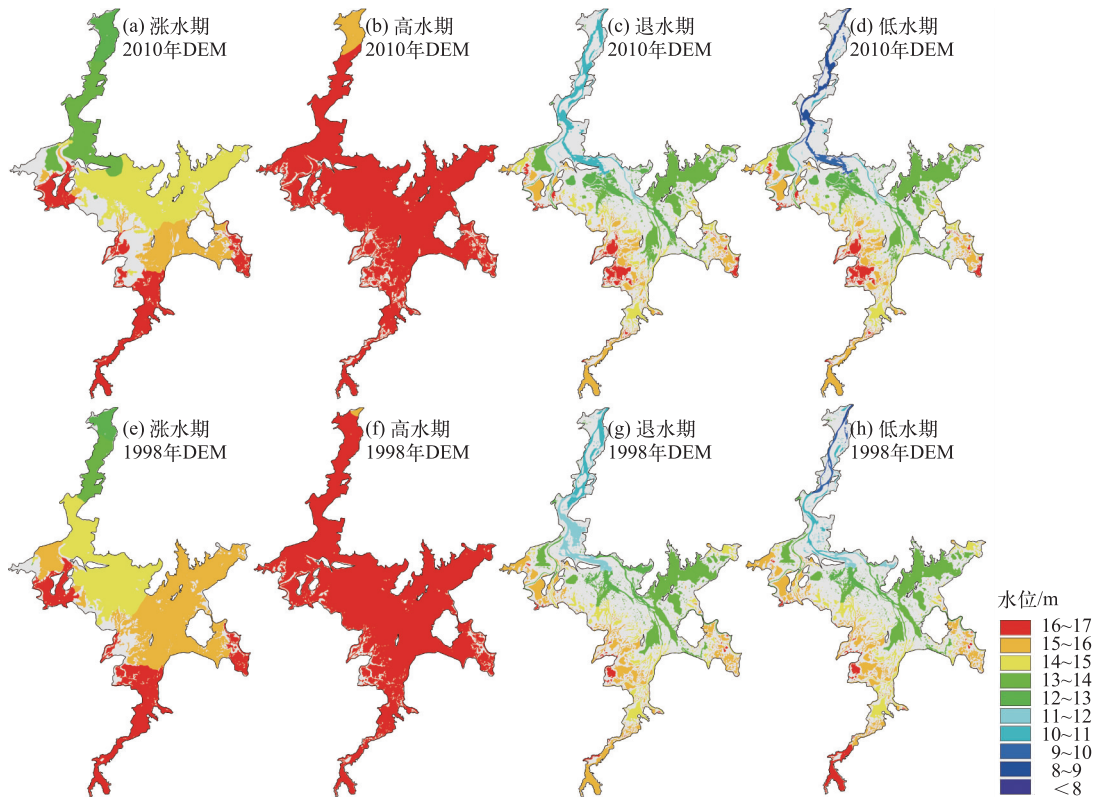 (a) 涨水期
2010年DEM
(b) 高水期
2010年DEM
(c) 退水期
2010年DEM
(d) 低水期
2010年DEM
(e) 涨水期
1998年DEM
(f) 高水期
1998年DEM
(g) 退水期
1998年DEM
(h) 低水期
1998年DEM
水位/m
16~17
15~16
14~15
13~14
12~13
11~12
10~11
9~10
8~9
＜8